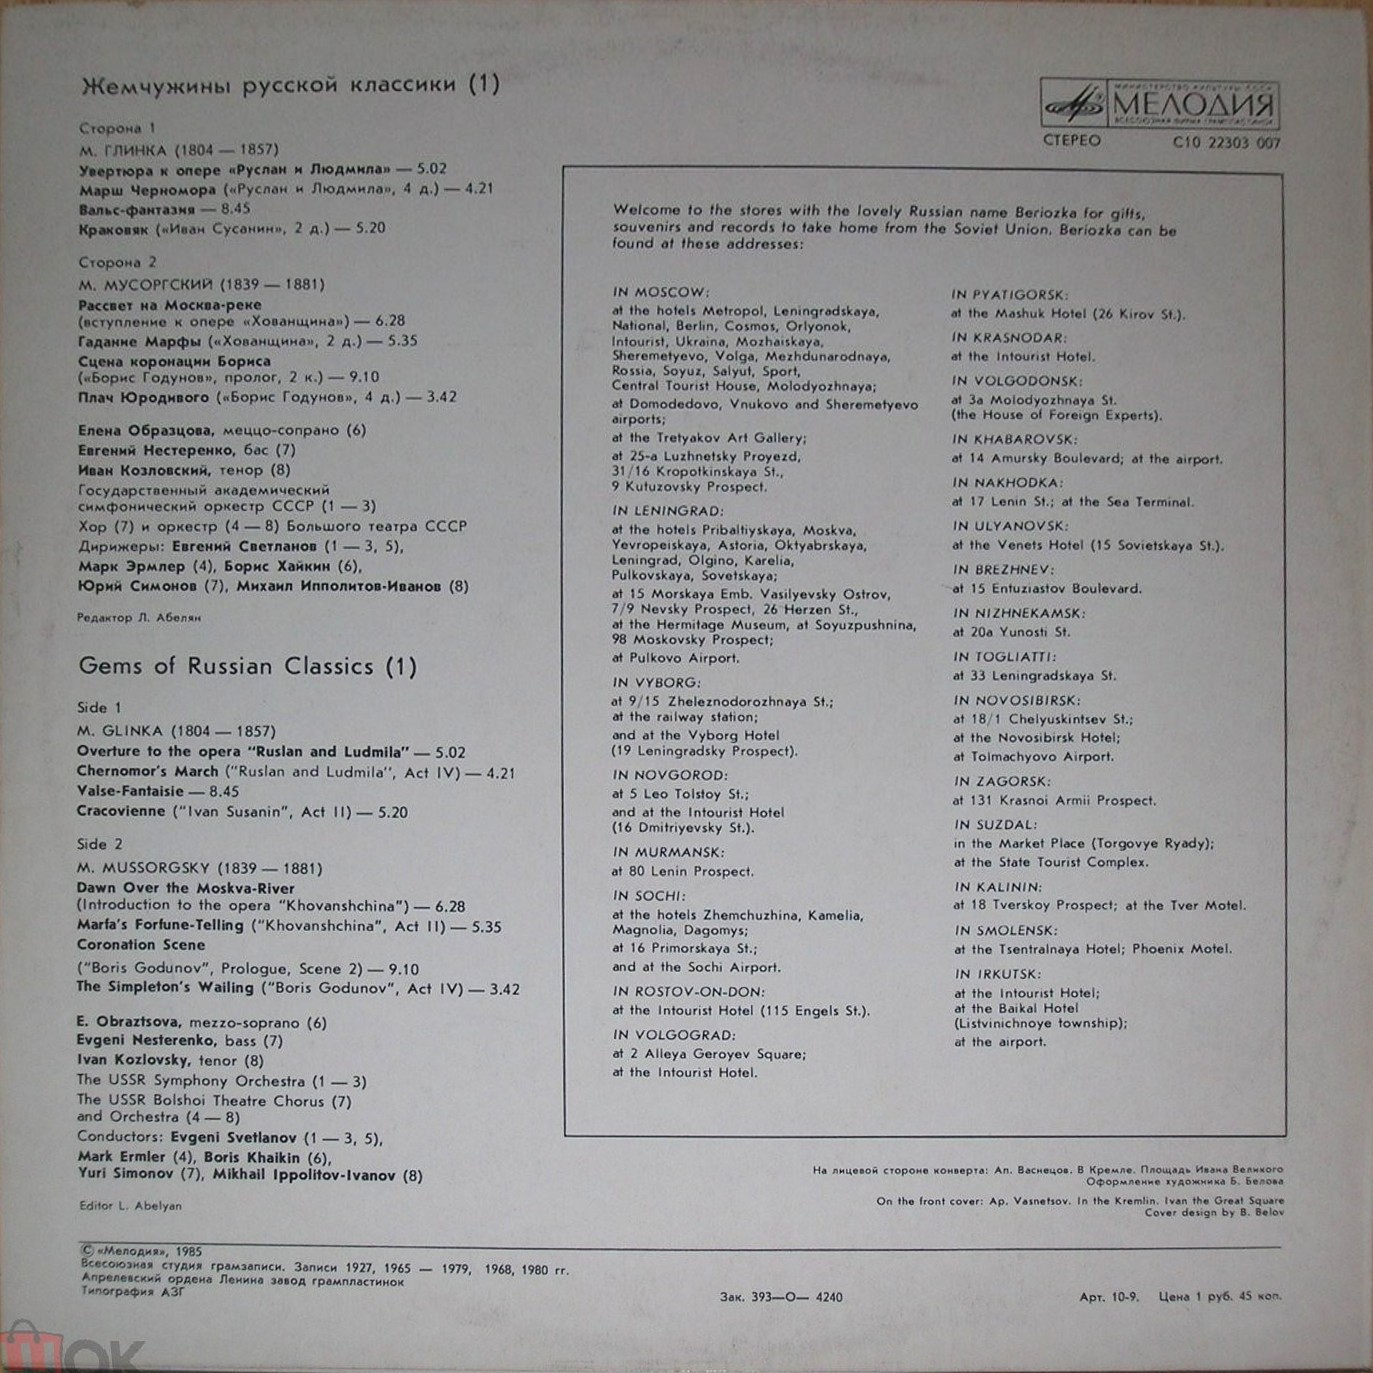 Жемчужины русской классики (1)
Сторона 1
М. ГЛИНКА (1804 — 1857)
Увертюра к опере «Руслан и Людмила» — 5.02
Марш Черномора («Руслан и Людмила», 4 д.) — 4.21
Вальс-фантазия — 8.45
Краковяк («Иван Сусанин», 2 д.) — 5.20
Сторона 2
М. МУСОРГСКИЙ (1839 — 1881)
Рассвет на Москва-реке
(вступление к опере «Хованщина») — 6.28
Гадание Марфы («Хованщина», 2 д.) — 5.35
Сцена коронации Бориса
(«Борис Годунов», пролог, 2 к.) — 9.10
Плач Юродивого («Борис Годунов», 4 д.) — 3.42
Елена Образцова, меццо-сопрано (6)
Евгений Нестеренко, бас (7)
Иван Козловский, тенор (8)
Государственный академический
симфонический оркестр СССР (1 — 3)
Хор (7) и оркестр (4 — 8) Большого театра СССР
Дирижеры: Евгений Светланов (1 — 3, 5),
Марк Эрмлер (4), Борис Хайкин (6),
Юрий Симонов (7), Михаил Ипполитов-Иванов (8)
Редактор Л. Абелян
Gems of Russian Classics (1)
Side 1
M. GLINKA (1804 — 1857)
Overture to the opera “Ruslan and Ludmila” — 5.02
Chernomor's March (“Ruslan and Ludmila”, Act IV) — 4.21
Valse-Fantaisie — 8.45
Cracovienne (“Ivan Susanin”, Act II) — 5.20
Side 2
M. MUSSORGSKY (1839 — 1881)
Dawn Over the Moskva-River
(Introduction to the opera “Khovanshchina”) — 6.28
Marfa's Forfune-Telling (“Khovanshchina”, Act II) — 5.35
Coronation Scene
(“Boris Godunov”, Prologue, Scene 2) — 9.10
The Simpleton's Wailing (“Boris Godunov”, Act IV) — 3.42
E. Obraztsova, mezzo-soprano (6)
Evgeni Nesterenko, bass (7)
Ivan Kozlovsky, tenor (8)
The USSR Symphony Orchestra (1 — 3)
The USSR Bolshoi Theatre Chorus (7)
and Orchestra (4 — 8)
Conductors: Evgeni Svetlanov (1 — 3, 5),
Mark Ermler (4), Boris Khaikin (6),
Yuri Simonov (7), Mikhail Ippolitov-Ivanov (8)
Editor L. Abelyan
МИНИСТЕРСТВО КУЛЬТУРЫ СССР
МЕЛОДИЯ
ВСЕСОЮЗНАЯ ФИРМА ГРАМПЛАСТИНОК
СТЕРЕО С10 22303 007
Welcome to the stores with the lovely Russian name Beriozka for gifts,
souvenirs and records to take home from the Soviet Union. Beriozka can be
found at these addresses:
IN MOSCOW:
at the hotels Metropol, Leningradskaya,
National, Berlin, Cosmos, Orlyonok,
Intourist, Ukraina, Mozhaiskaya,
Sheremetyevo, Volga, Mezhdunarodnaya,
Rossia, Soyuz, Salyut, Sport,
Central Tourist House, Molodyozhnaya;
at Domodedovo, Vnukovo and Sheremetyevo
airports;
at the Tretyakov Art Gallery;
at 25-a Luzhnetsky Proyezd,
31/16 Kropotkinskaya St.,
9 Kutuzovsky Prospect.
IN LENINGRAD:
at the hotels Pribaltiyskaya, Moskva,
Yevropeiskaya, Astoria, Oktyabrskaya,
Leningrad, Olgino, Karelia,
Pulkovskaya, Sovetskaya;
at 15 Morskaya Emb. Vasilyevsky Ostrov,
7/9 Nevsky Prospect, 26 Herzen St.,
at the Hermitage Museum, at Soyuzpushnina,
98 Moskovsky Prospect;
at Pulkovo Airport.
IN VYBORG:
at 9/15 Zheleznodorozhnaya St.;
at the railway station;
and at the Vyborg Hotel
(19 Leningradsky Prospect).
IN NOVGOROD:
at 5 Leo Tolstoy St.;
and at the Intourist Hotel
(16 Dmitriyevsky St.).
IN MURMANSK:
at 80 Lenin Prospect.
IN SOCHI:
at the hotels Zhemchuzhina, Kamelia,
Magnolia, Dagomys;
at 16 Primorskaya St.;
and at the Sochi Airport.
IN ROSTOV-ON-DON:
at the Intourist Hotel (115 Engels St.).
IN VOLGOGRAD:
at 2 Alleya Geroyev Square;
at the Intourist Hotel.
IN PYATIGORSK:
at the Mashuk Hotel (26 Kirov St.).
IN KRASNODAR:
at the Intourist Hotel.
IN VOLGODONSK:
at 3a Molodyozhnaya St.
(the House of Foreign Experts).
IN KHABAROVSK:
at 14 Amursky Boulevard; at the airport.
IN NAKHODKA:
at 17 Lenin St.; at the Sea Terminal.
IN ULYANOVSK:
at the Venets Hotel (15 Sovietskaya St.).
IN BREZHNEV:
at 15 Entuziastov Boulevard.
IN NIZHNEKAMSK:
at 20a Yunosti St.
IN TOGLIATTI:
at 33 Leningradskaya St.
IN NOVOSIBIRSK:
at 18/1 Chelyuskintsev St.;
at the Novosibirsk Hotel;
at Tolmachyovo Airport.
IN ZAGORSK:
at 131 Krasnoi Armii Prospect.
IN SUZDAL:
in the Market Place (Torgovye Ryady);
at the State Tourist Complex.
IN KALININ:
at 18 Tverskoy Prospect; at the Tver Motel.
IN SMOLENSK:
at the Tsentralnaya Hotel; Phoenix Motel.
IN IRKUTSK:
at the Intourist Hotel;
at the Baikal Hotel
(Listvinichnoye township);
at the airport.
На лицевой стороне конверта: Ап. Васнецов. В Кремле. Площадь Ивана Великого
Оформление художника Б. Белова
On the front cover: Ap. Vasnetsov. In the Kremlin. Ivan the Great Square
Cover design by B. Belov
© «Мелодия», 1985
Всесоюзная студия грамзаписи. Записи 1927, 1965 — 1979, 1968, 1980 гг.
Апрелевский ордена Ленина завод грампластинок
Типография АЗГ
Зак. 393—О— 4240
Арт. 10-9. Цена 1 руб. 45 коп.
шок